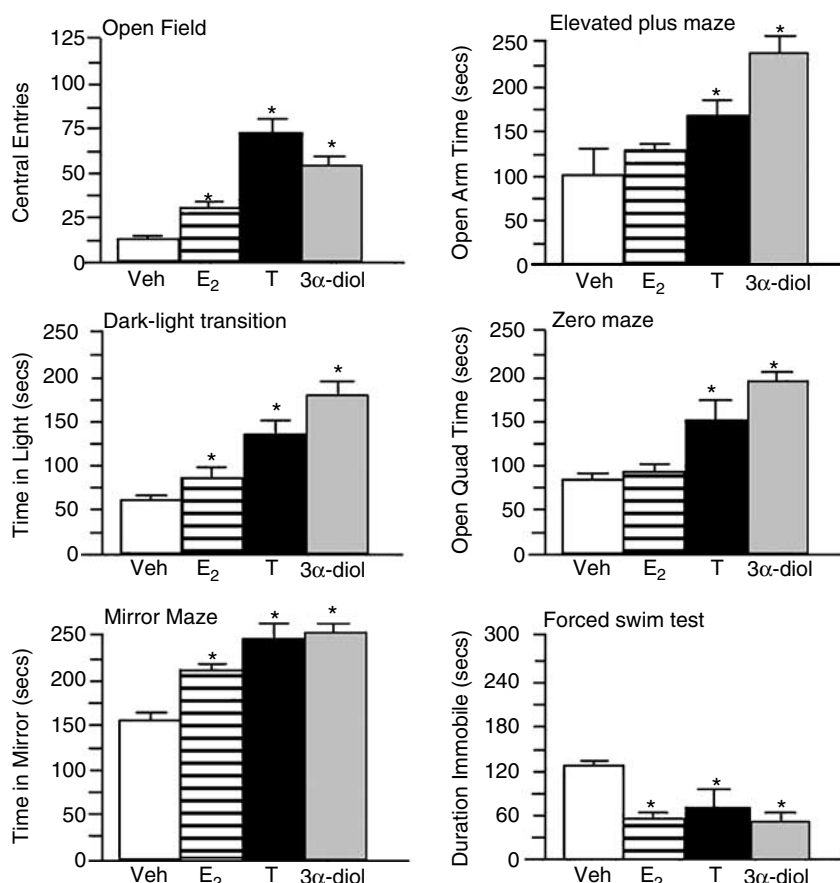 Open Field
Central Entries
125
100
75
50
25
0
* * *
Veh E₂ T 3α-diol
Elevated plus maze
Open Arm Time (secs)
250
200
150
100
50
0
* *
Veh E₂ T 3α-diol
Dark-light transition
Time in Light (secs)
250
200
150
100
50
0
* * *
Veh E₂ T 3α-diol
Zero maze
Open Quad Time (secs)
250
200
150
100
50
0
* *
Veh E₂ T 3α-diol
Mirror Maze
Time in Mirror (secs)
250
200
150
100
50
0
* * *
Veh E₂ T 3α-diol
Forced swim test
Duration Immobile (secs)
300
240
180
120
60
0
* * *
Veh E₂ T 3α-diol